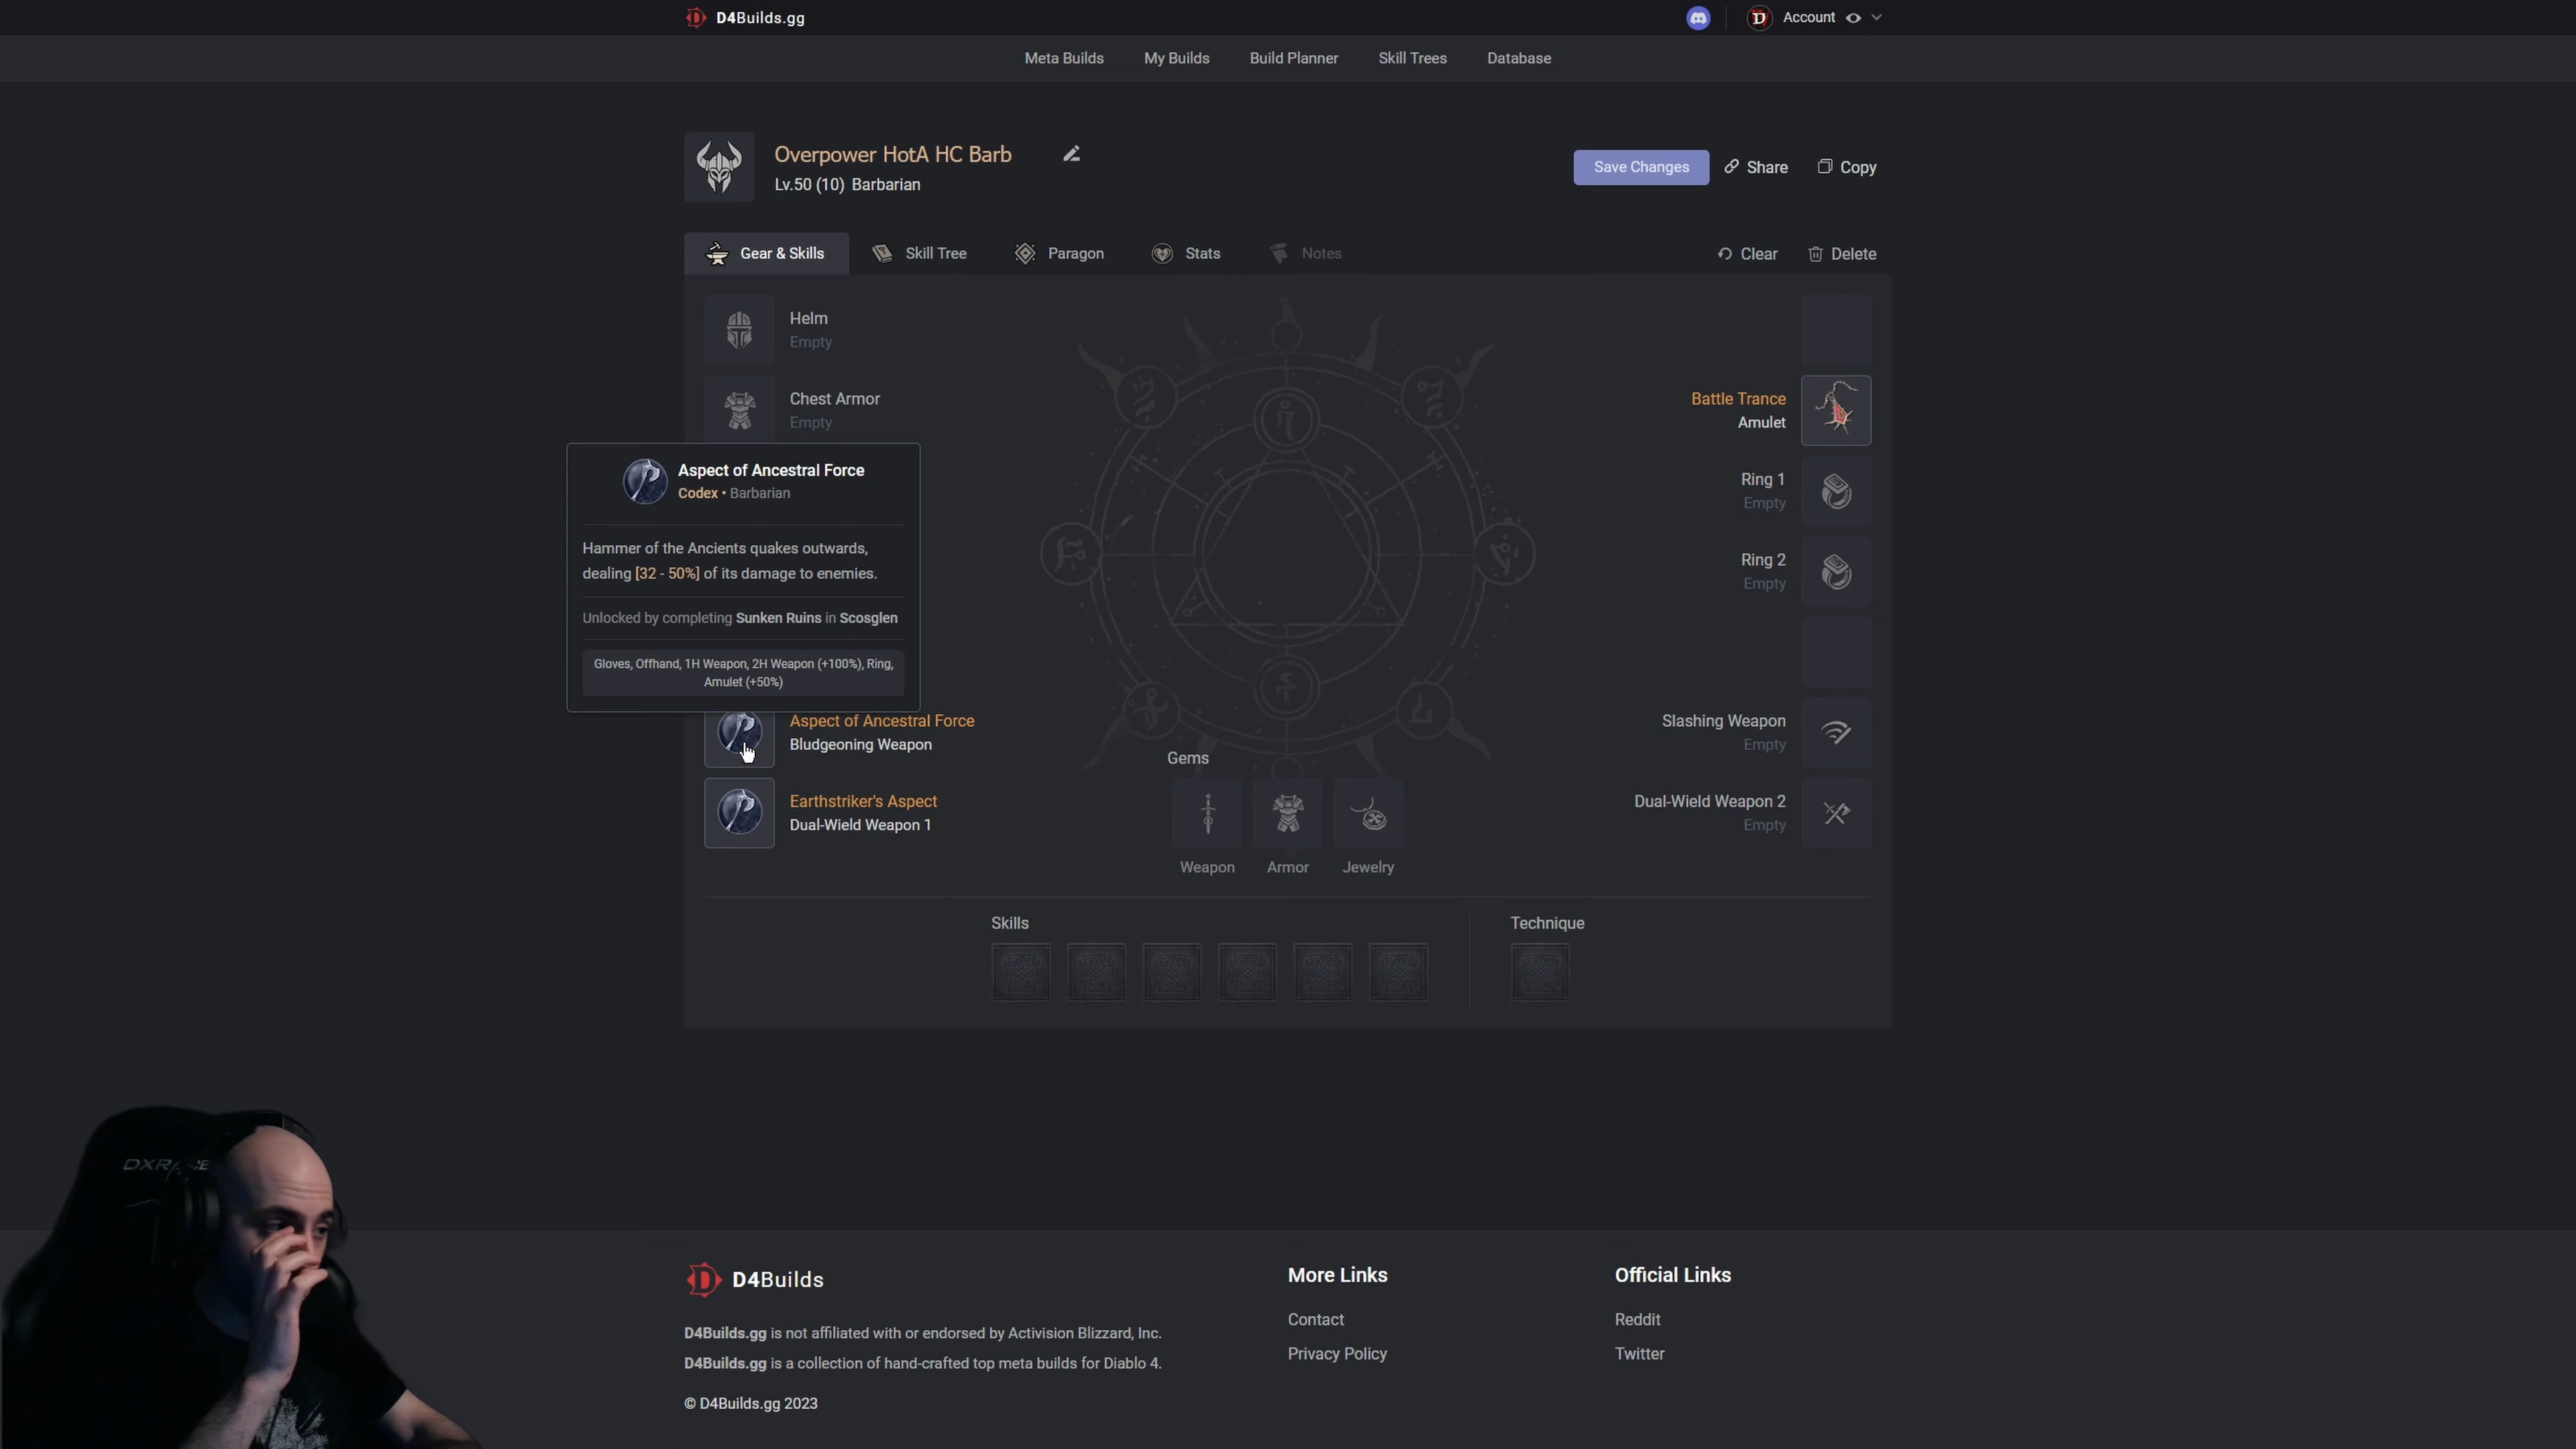 D4Builds.gg
Account
Meta Builds
My Builds
Build Planner
Skill Trees
Database
Overpower HotA HC Barb
Lv.50 (10) Barbarian
Save Changes
Share
Copy
Gear & Skills
Skill Tree
Paragon
Stats
Notes
Clear
Delete
Helm
Empty
Chest Armor
Empty
Aspect of Ancestral Force
Codex • Barbarian
Hammer of the Ancients quakes outwards,
dealing [32 - 50%] of its damage to enemies.
Unlocked by completing Sunken Ruins in Scosglen
Gloves, Offhand, 1H Weapon, 2H Weapon (+100%), Ring,
Amulet (+50%)
Aspect of Ancestral Force
Bludgeoning Weapon
Earthstriker's Aspect
Dual-Wield Weapon 1
Battle Trance
Amulet
Ring 1
Empty
Ring 2
Empty
Slashing Weapon
Empty
Dual-Wield Weapon 2
Empty
Gems
Weapon
Armor
Jewelry
Skills
Technique
D4Builds
D4Builds.gg is not affiliated with or endorsed by Activision Blizzard, Inc.
D4Builds.gg is a collection of hand-crafted top meta builds for Diablo 4.
© D4Builds.gg 2023
More Links
Contact
Privacy Policy
Official Links
Reddit
Twitter